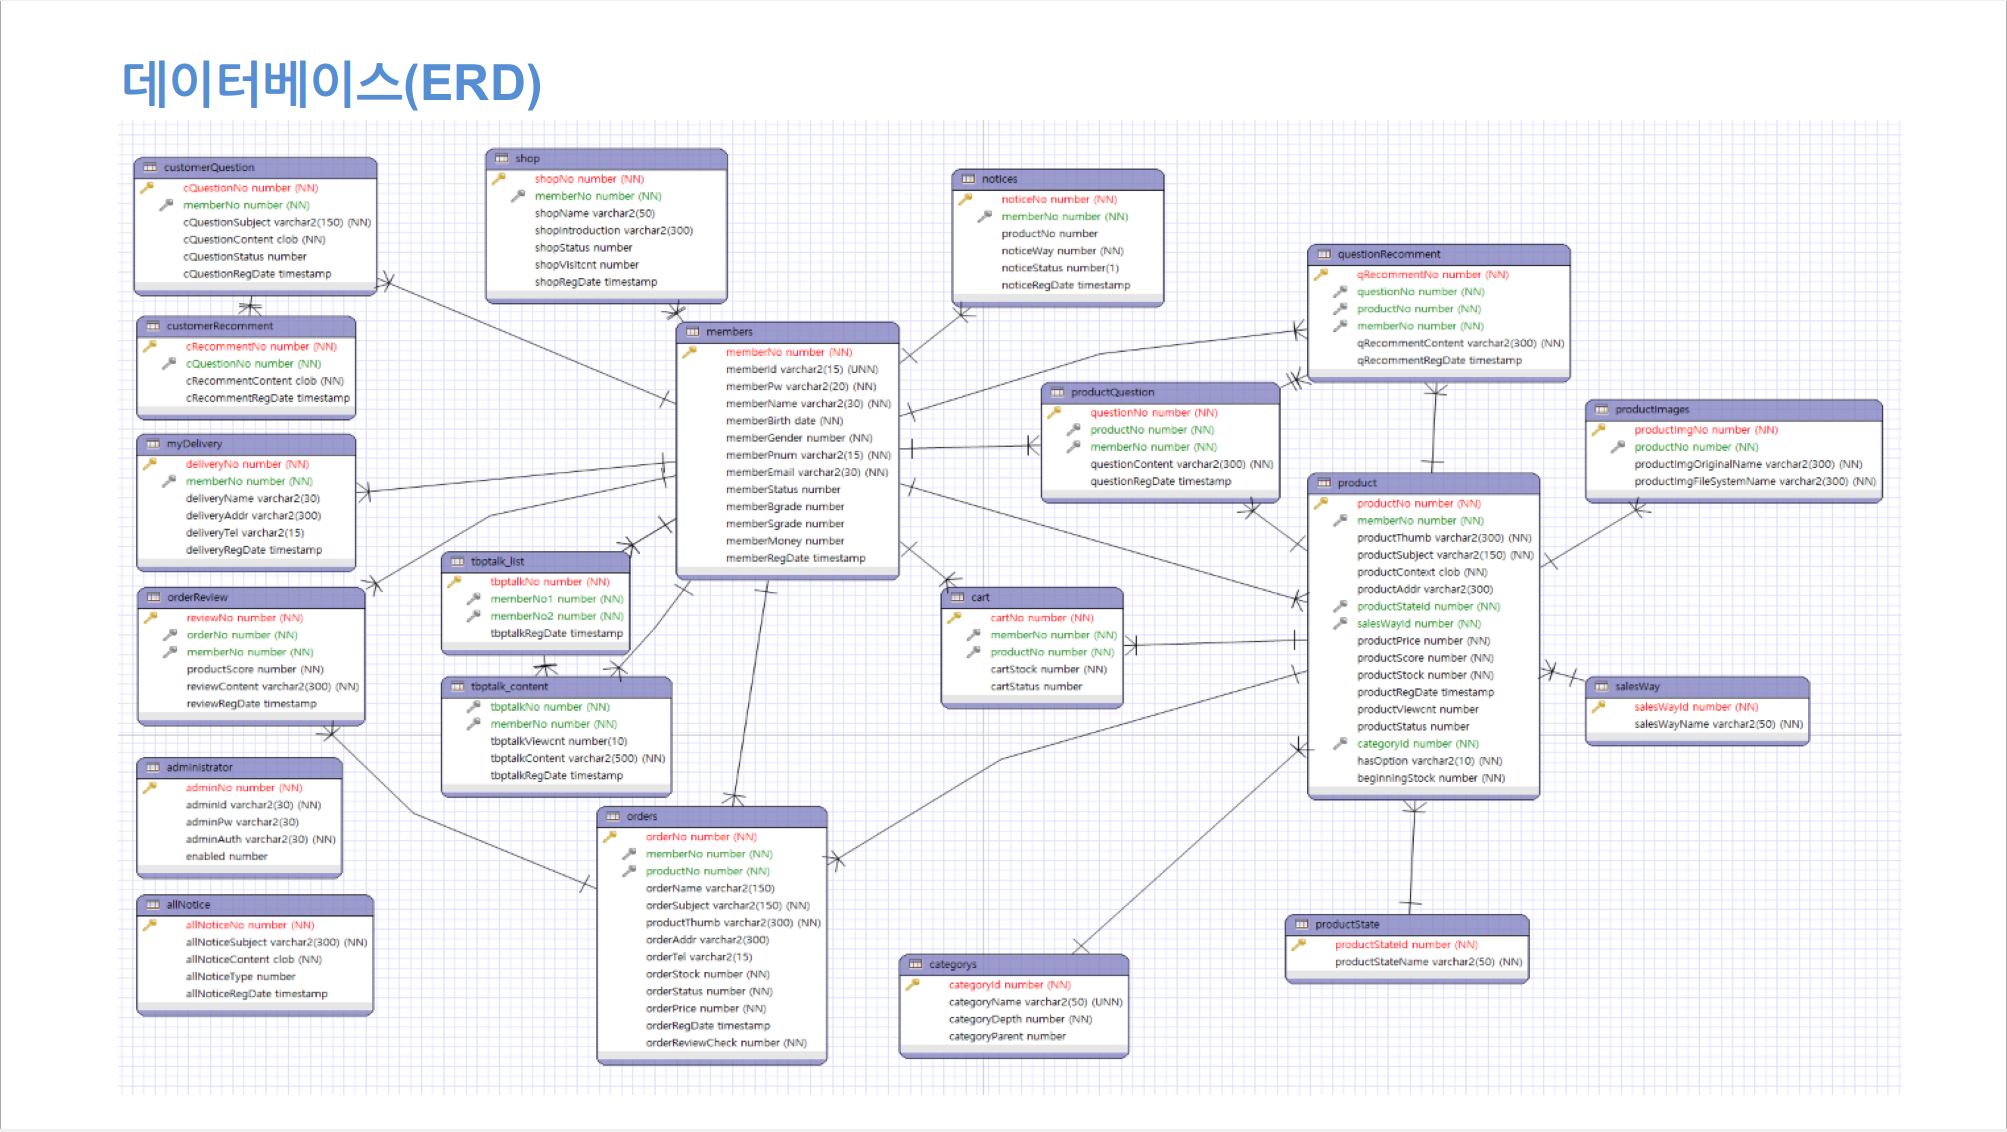 데이터베이스(ERD)
customerQuestion
cQuestionNo number (NN)
memberNo number (NN)
cQuestionSubject varchar2(150) (NN)
cQuestionContent clob (NN)
cQuestionStatus number
cQuestionRegDate timestamp
customerRecomment
cRecommentNo number (NN)
cQuestionNo number (NN)
cRecommentContent clob (NN)
cRecommentRegDate timestamp
myDelivery
deliveryNo number (NN)
memberNo number (NN)
deliveryName varchar2(30)
deliveryAddr varchar2(300)
deliveryTel varchar2(15)
deliveryRegDate timestamp
orderReview
reviewNo number (NN)
orderNo number (NN)
memberNo number (NN)
productScore number (NN)
reviewContent varchar2(300) (NN)
reviewRegDate timestamp
administrator
adminNo number (NN)
adminId varchar2(30) (NN)
adminPw varchar2(30)
adminAuth varchar2(30) (NN)
enabled number
allNotice
allNoticeNo number (NN)
allNoticeSubject varchar2(300) (NN)
allNoticeContent clob (NN)
allNoticeType number
allNoticeRegDate timestamp
shop
shopNo number (NN)
memberNo number (NN)
shopName varchar2(50)
shopIntroduction varchar2(300)
shopStatus number
shopVisitcnt number
shopRegDate timestamp
members
memberNo number (NN)
memberId varchar2(15) (UNN)
memberPw varchar2(20) (NN)
memberName varchar2(30) (NN)
memberBirth date (NN)
memberGender number (NN)
memberPnum varchar2(15) (NN)
memberEmail varchar2(30) (NN)
memberStatus number
memberBgrade number
memberSgrade number
memberMoney number
memberRegDate timestamp
tbptalk_list
tbptalkNo number (NN)
memberNo1 number (NN)
memberNo2 number (NN)
tbptalkRegDate timestamp
tbptalk_content
tbptalkNo number (NN)
memberNo number (NN)
tbptalkViewcnt number(10)
tbptalkContent varchar2(500) (NN)
tbptalkRegDate timestamp
orders
orderNo number (NN)
memberNo number (NN)
productNo number (NN)
orderName varchar2(150)
orderSubject varchar2(150) (NN)
productThumb varchar2(300) (NN)
orderAddr varchar2(300)
orderTel varchar2(15)
orderStock number (NN)
orderStatus number (NN)
orderPrice number (NN)
orderRegDate timestamp
orderReviewCheck number (NN)
notices
noticeNo number (NN)
memberNo number (NN)
productNo number
noticeWay number (NN)
noticeStatus number(1)
noticeRegDate timestamp
productQuestion
questionNo number (NN)
productNo number (NN)
memberNo number (NN)
questionContent varchar2(300) (NN)
questionRegDate timestamp
cart
cartNo number (NN)
memberNo number (NN)
productNo number (NN)
cartStock number (NN)
cartStatus number
categorys
categoryId number (NN)
categoryName varchar2(50) (UNN)
categoryDepth number (NN)
categoryParent number
questionRecomment
qRecommentNo number (NN)
questionNo number (NN)
productNo number (NN)
memberNo number (NN)
qRecommentContent varchar2(300) (NN)
qRecommentRegDate timestamp
product
productNo number (NN)
memberNo number (NN)
productThumb varchar2(300) (NN)
productSubject varchar2(150) (NN)
productContext clob (NN)
productAddr varchar2(300)
productStateId number (NN)
salesWayId number (NN)
productPrice number (NN)
productScore number (NN)
productStock number (NN)
productRegDate timestamp
productViewcnt number
productStatus number
categoryId number (NN)
hasOption varchar2(10) (NN)
beginningStock number (NN)
productState
productStateId number (NN)
productStateName varchar2(50) (NN)
productImages
productImgNo number (NN)
productNo number (NN)
productImgOriginalName varchar2(300) (NN)
productImgFileSystemName varchar2(300) (NN)
salesWay
salesWayId number (NN)
salesWayName varchar2(50) (NN)